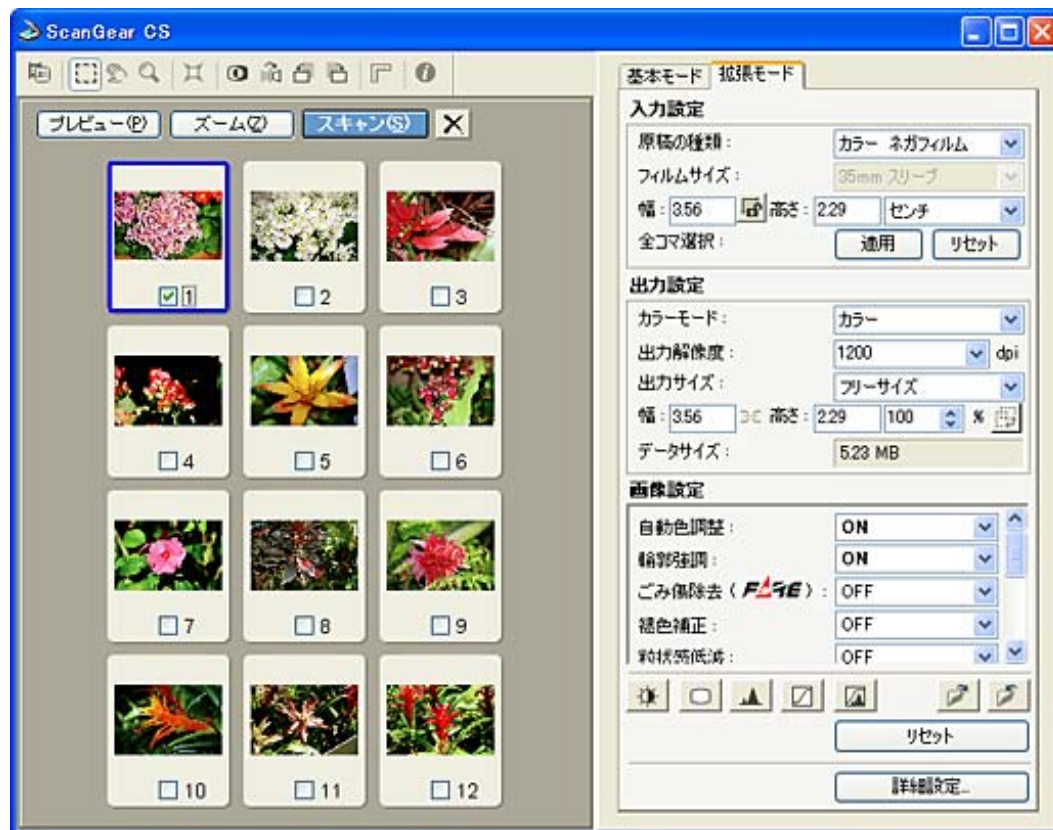 ScanGear CS
プレビュー(P) ズーム(Z) スキャン(S)
1 2 3
4 5 6
7 8 9
10 11 12
基本モード 拡張モード
入力設定
原稿の種類： カラー ネガフィルム
フィルムサイズ： 35mm スリーブ
幅：3.56 高さ：2.29 センチ
全コマ選択： 適用 リセット
出力設定
カラーモード： カラー
出力解像度： 1200 dpi
出力サイズ： フリーサイズ
幅：3.56 高さ：2.29 100 %
データサイズ： 5.23 MB
画像設定
自動色調整： ON
輪郭強調： ON
ごみ傷除去（FARE）： OFF
褪色補正： OFF
粒状感低減： OFF
リセット
詳細設定...